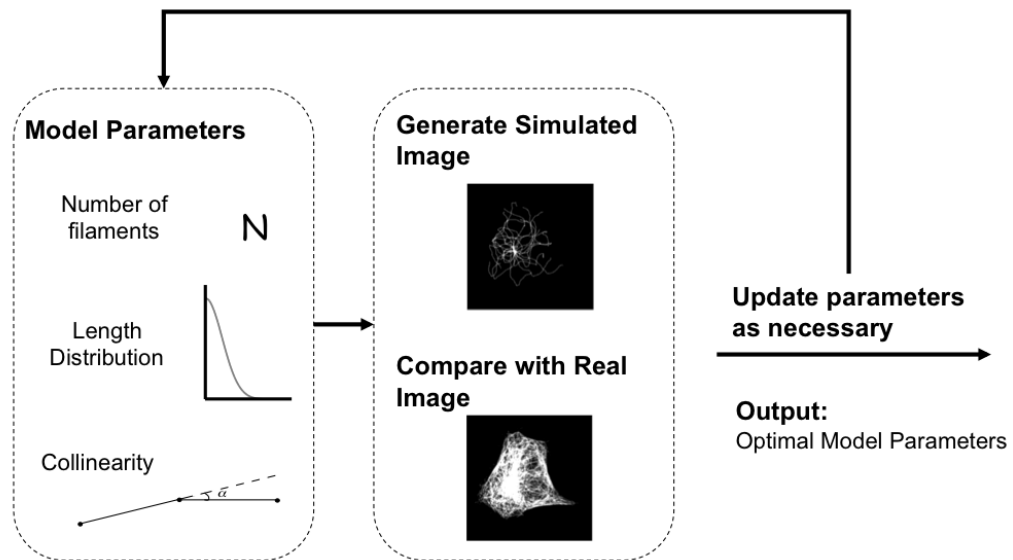 Model Parameters
Number of
filaments
N
Length
Distribution
Collinearity
α
Generate Simulated
Image
Compare with Real
Image
Update parameters
as necessary
Output:
Optimal Model Parameters